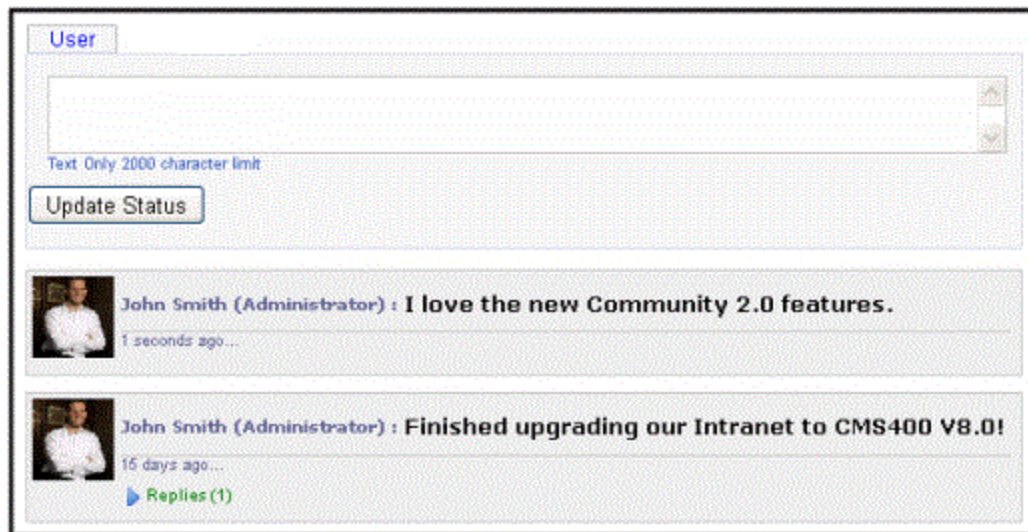 User
Text Only 2000 character limit
Update Status
John Smith (Administrator) : I love the new Community 2.0 features.
1 seconds ago...
John Smith (Administrator) : Finished upgrading our Intranet to CMS400 V8.0!
15 days ago...
Replies (1)